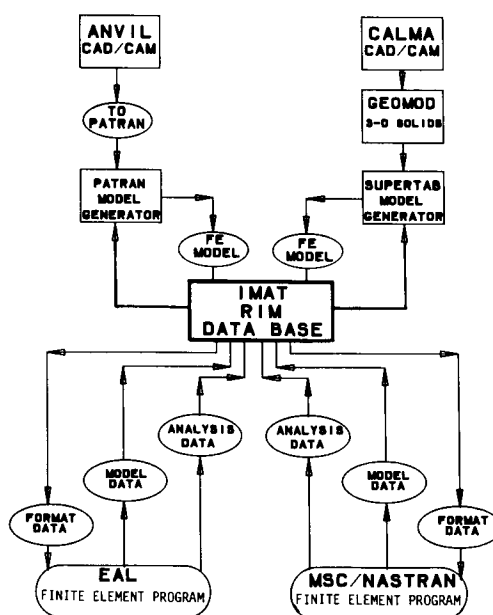 ANVIL
CAD/CAM
CALMA
CAD/CAM
TO
PATRAN
GEOMOD
3-D SOLIDS
PATRAN
MODEL
GENERATOR
SUPERTAB
MODEL
GENERATOR
FE
MODEL
FE
MODEL
IMAT
RIM
DATA BASE
ANALYSIS
DATA
ANALYSIS
DATA
MODEL
DATA
MODEL
DATA
FORMAT
DATA
FORMAT
DATA
EAL
FINITE ELEMENT PROGRAM
MSC/NASTRAN
FINITE ELEMENT PROGRAM